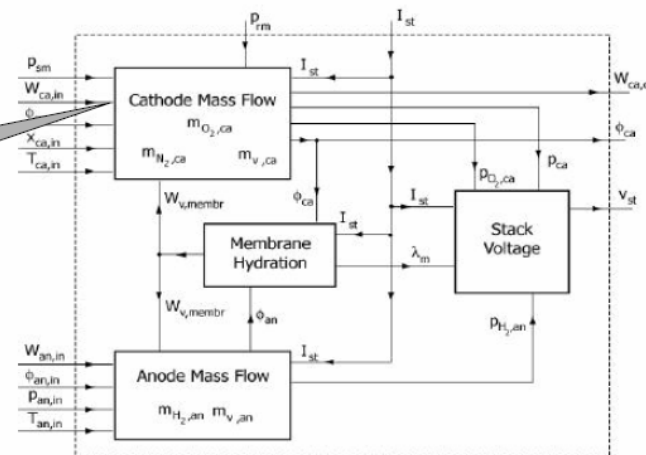 p_rm
I_st
p_sm
I_st
W_ca,in
W_ca,
Cathode Mass Flow
ϕ
m_O₂,ca
ϕ_ca
x_ca,in
m_N₂,ca
m_v,ca
T_ca,in
p_ca
p_O₂,ca
W_v,membr
ϕ_ca
I_st
v_st
I_st
Stack
Voltage
Membrane
Hydration
λ_m
W_v,membr
ϕ_an
p_H₂,an
W_an,in
I_st
ϕ_an,in
Anode Mass Flow
p_an,in
m_H₂,an m_v,an
T_an,in